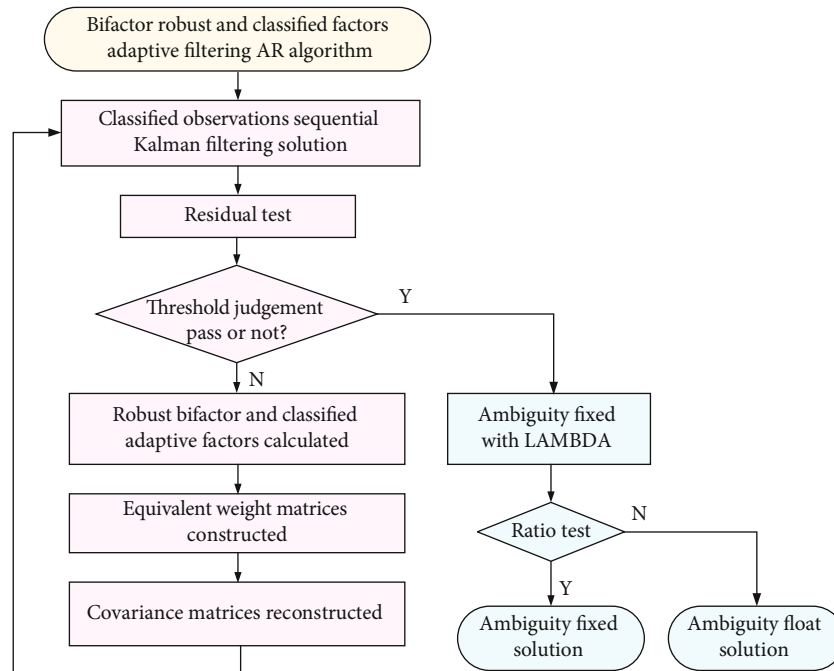 Bifactor robust and classified factors
adaptive filtering AR algorithm
Classified observations sequential
Kalman filtering solution
Residual test
Threshold judgement
pass or not?
Y
N
Robust bifactor and classified
adaptive factors calculated
Ambiguity fixed
with LAMBDA
Equivalent weight matrices
constructed
Ratio test
N
Y
Covariance matrices reconstructed
Ambiguity fixed
solution
Ambiguity float
solution